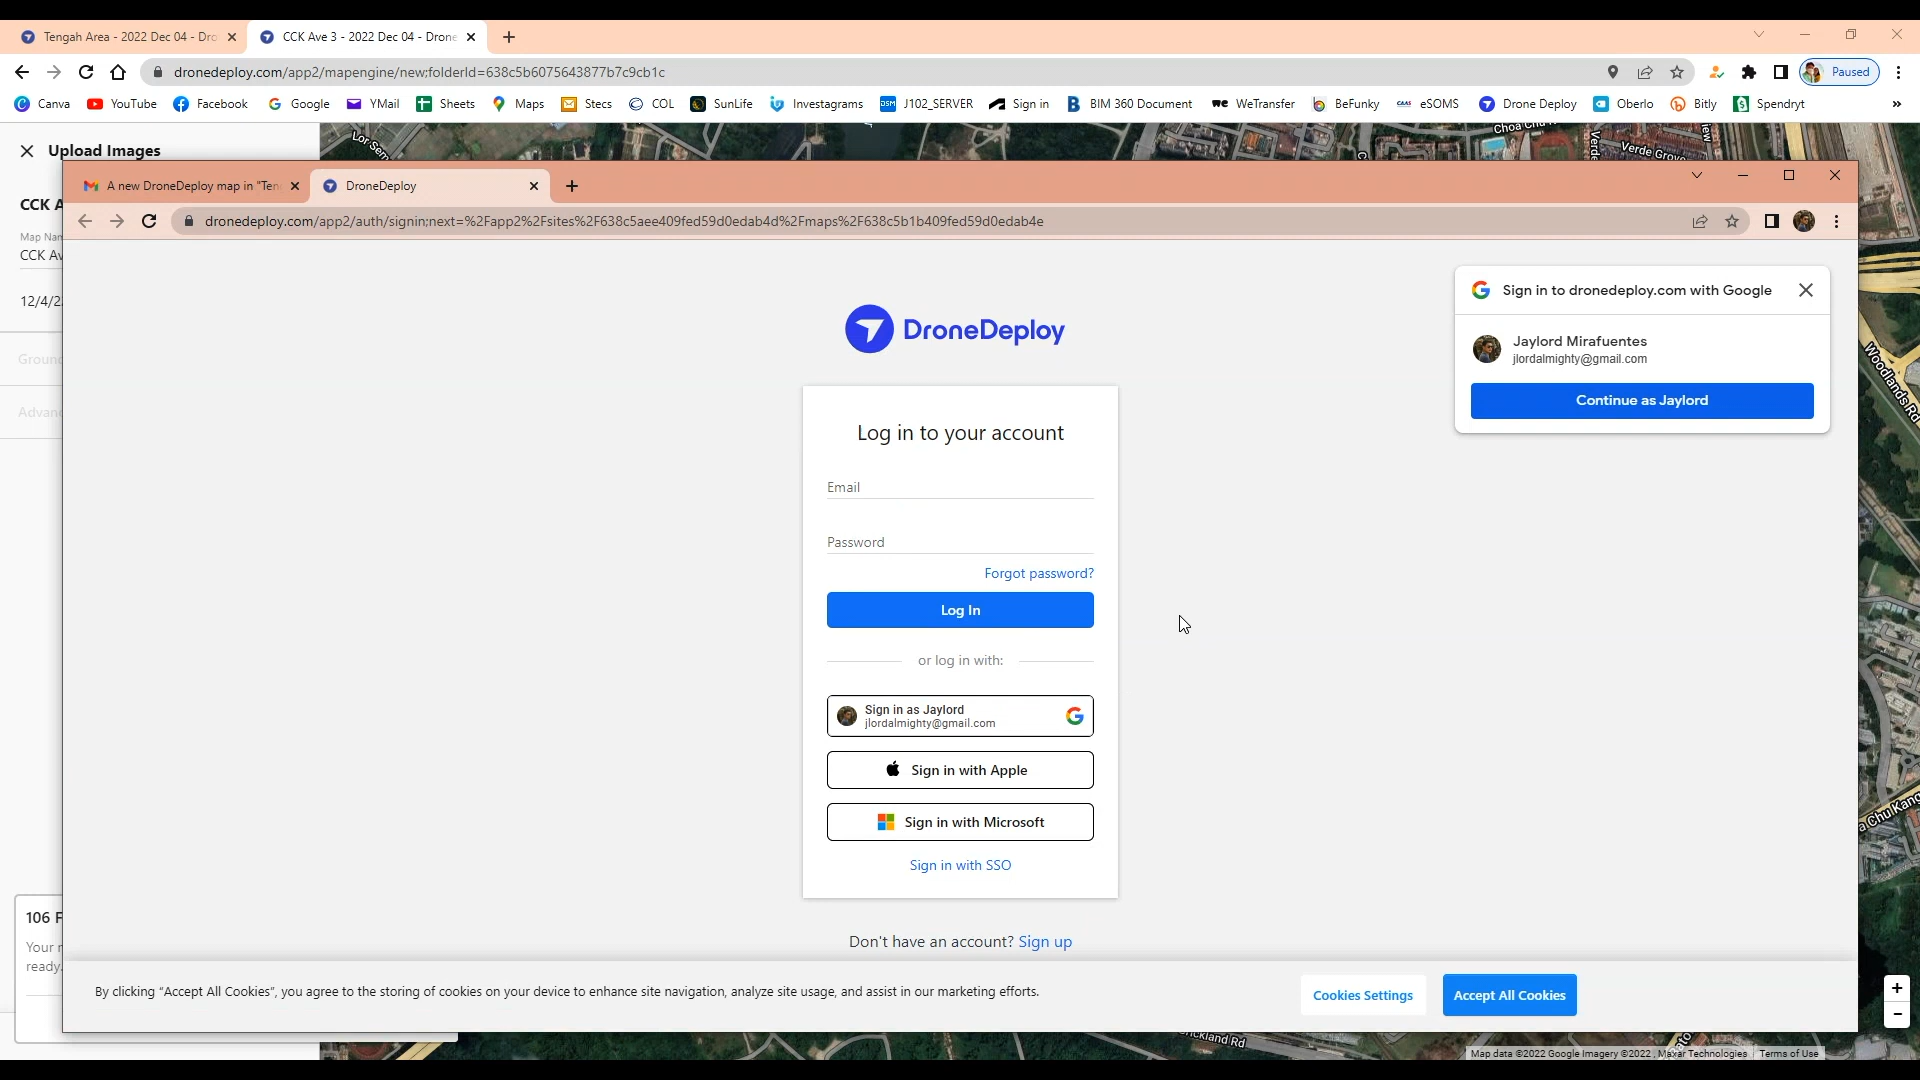 Tengah Area - 2022 Dec 04 - Dro
CCK Ave 3 - 2022 Dec 04 - Drone
dronedeploy.com/app2/mapengine/new;folderId=638c5b6075643877b7c9cb1c
Paused
Canva
YouTube
Facebook
Google
YMail
Sheets
Maps
Stecs
COL
SunLife
Investagrams
J102_SERVER
Sign in
BIM 360 Document
WeTransfer
BeFunky
eSOMS
Drone Deploy
Oberlo
Bitly
Spendryt
Upload Images
Verde Grov
CCK A
Map Nam
CCK Av
12/4/2
Groun
Advan
A new DroneDeploy map in "Ten
DroneDeploy
dronedeploy.com/app2/auth/signin;next=%2Fapp2%2Fsites%2F638c5aee409fed59d0edab4d%2Fmaps%2F638c5b1b409fed59d0edab4e
DroneDeploy
Sign in to dronedeploy.com with Google
Jaylord Mirafuentes
jlordalmighty@gmail.com
Continue as Jaylord
Woodlands Rd
Log in to your account
Email
Password
Forgot password?
Log In
or log in with:
Sign in as Jaylord
jlordalmighty@gmail.com
Sign in with Apple
Sign in with Microsoft
Sign in with SSO
Don't have an account? Sign up
a Chu Kang
106 F
Your r
ready.
By clicking "Accept All Cookies", you agree to the storing of cookies on your device to enhance site navigation, analyze site usage, and assist in our marketing efforts.
Cookies Settings
Accept All Cookies
+
-
ickland Rd
Map data ©2022 Google Imagery ©2022 , Maxar Technologies
Terms of Use